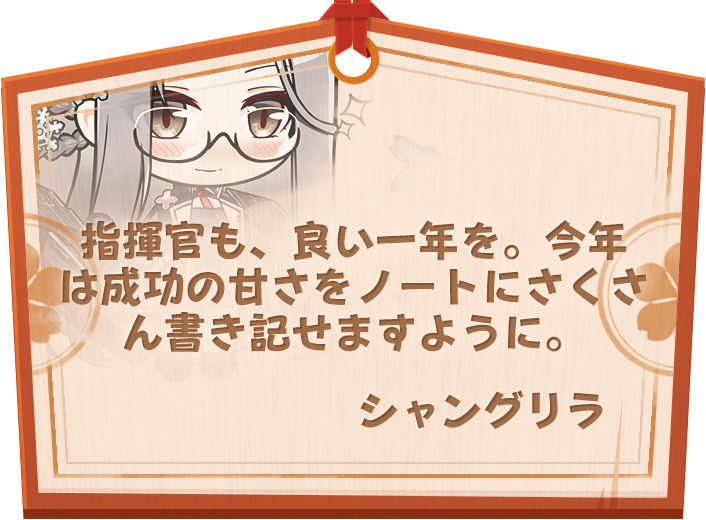 指揮官も、良い一年を。今年
は成功の甘さをノートにさくさ
ん書き記せますように。
シャングリラ